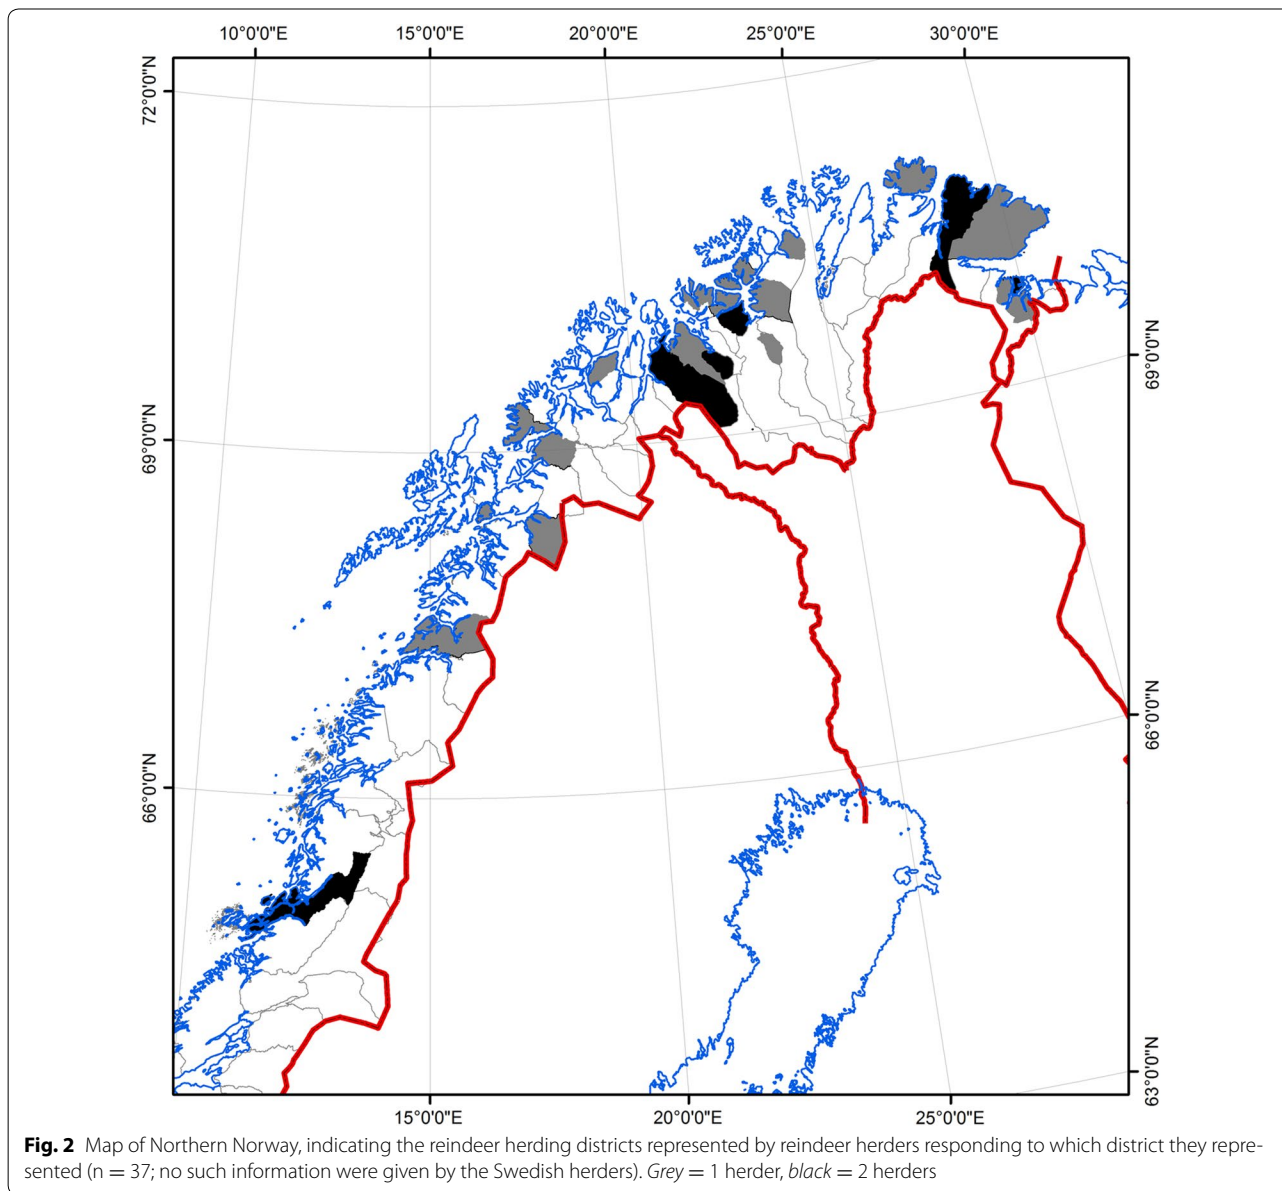 10°0'0"E 15°0'0"E 20°0'0"E 25°0'0"E 30°0'0"E
72°0'0"N
69°0'0"N
69°0'0"N
66°0'0"N
66°0'0"N
63°0'0"N
15°0'0"E 20°0'0"E 25°0'0"E
Fig. 2 Map of Northern Norway, indicating the reindeer herding districts represented by reindeer herders responding to which district they repre-
sented (n = 37; no such information were given by the Swedish herders). Grey = 1 herder, black = 2 herders